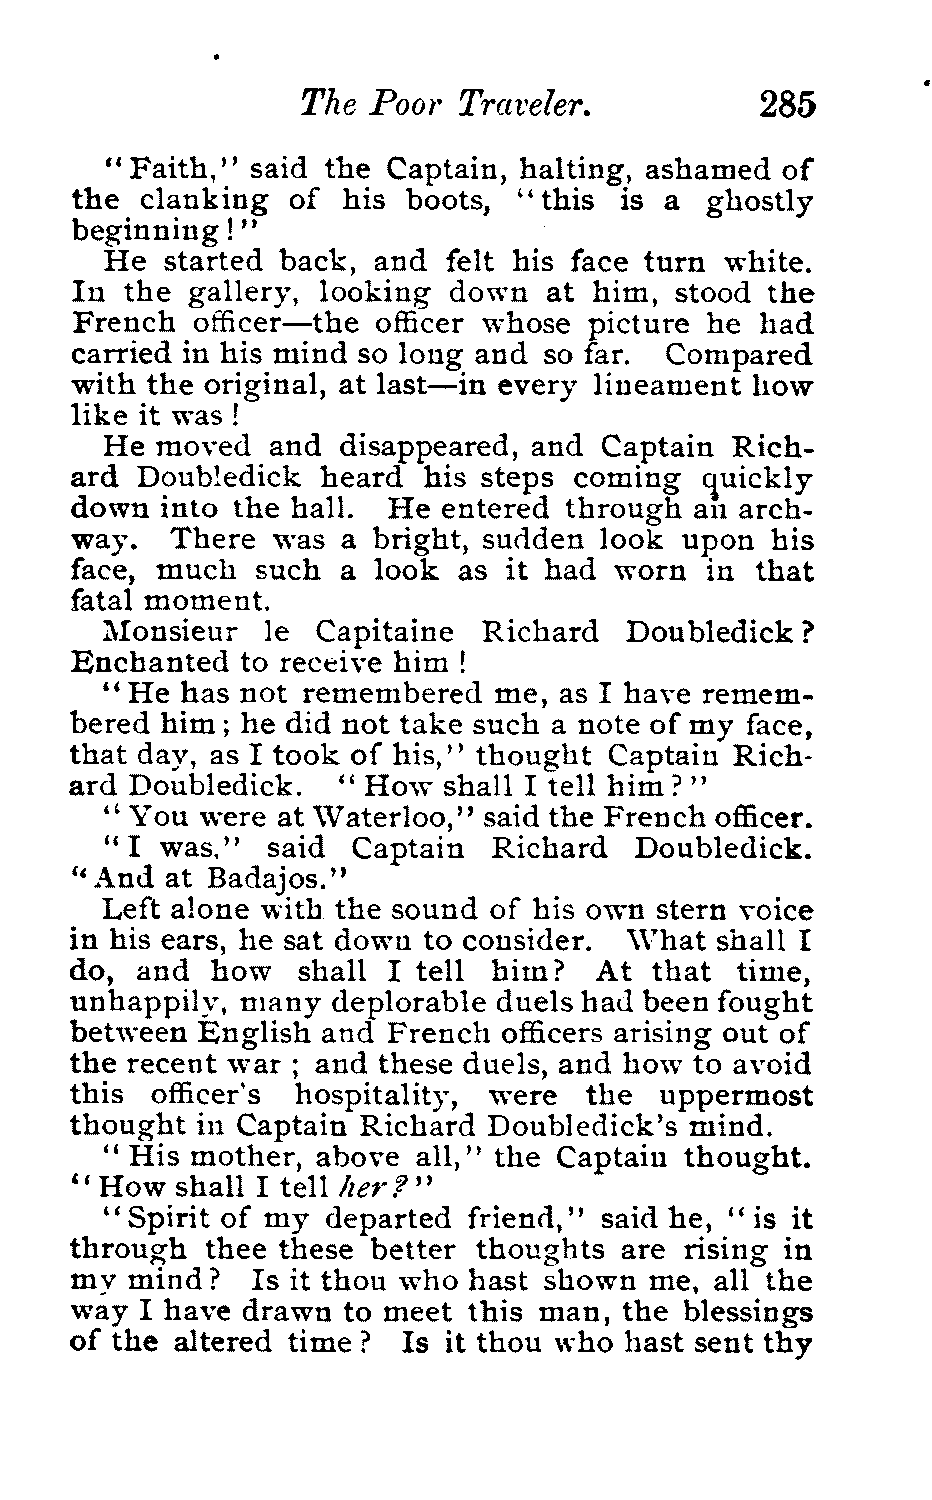 The Poor Traveler. 285
"Faith," said the Captain, halting, ashamed of
the clanking of his boots, "this is a ghostly
beginning!"
He started back, and felt his face turn white.
In the gallery, looking down at him, stood the
French officer—the officer whose picture he had
carried in his mind so long and so far. Compared
with the original, at last—in every lineament how
like it was!
He moved and disappeared, and Captain Rich-
ard Doubledick heard his steps coming quickly
down into the hall. He entered through an arch-
way. There was a bright, sudden look upon his
face, much such a look as it had worn in that
fatal moment.
Monsieur le Capitaine Richard Doubledick?
Enchanted to receive him!
"He has not remembered me, as I have remem-
bered him; he did not take such a note of my face,
that day, as I took of his," thought Captain Rich-
ard Doubledick. "How shall I tell him?"
"You were at Waterloo," said the French officer.
"I was," said Captain Richard Doubledick.
"And at Badajos."
Left alone with the sound of his own stern voice
in his ears, he sat down to consider. What shall I
do, and how shall I tell him? At that time,
unhappily, many deplorable duels had been fought
between English and French officers arising out of
the recent war; and these duels, and how to avoid
this officer's hospitality, were the uppermost
thought in Captain Richard Doubledick's mind.
"His mother, above all," the Captain thought.
"How shall I tell her?"
"Spirit of my departed friend," said he, "is it
through thee these better thoughts are rising in
my mind? Is it thou who hast shown me, all the
way I have drawn to meet this man, the blessings
of the altered time? Is it thou who hast sent thy